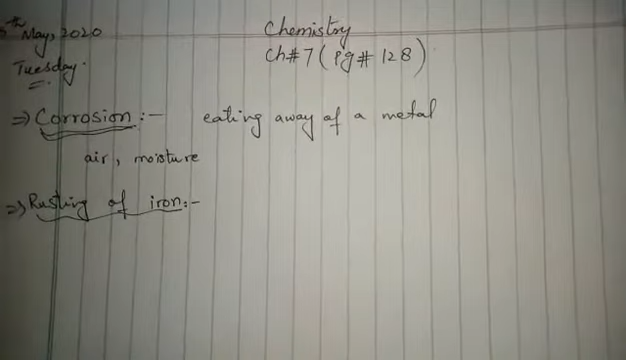 5th May, 2020
Chemistry
Tuesday.
Ch#7 (Pg# 128)
=> Corrosion :- eating away of a metal
air, moisture
=> Rusting of iron:-